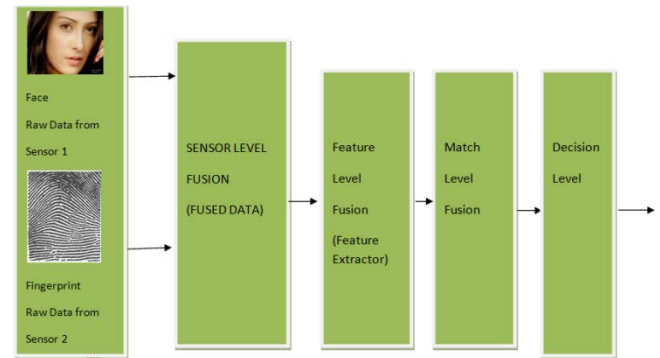 Face
Raw Data from
Sensor 1
Fingerprint
Raw Data from
Sensor 2
SENSOR LEVEL
FUSION
(FUSED DATA)
Feature
Level
Fusion
(Feature
Extractor)
Match
Level
Fusion
Decision
Level